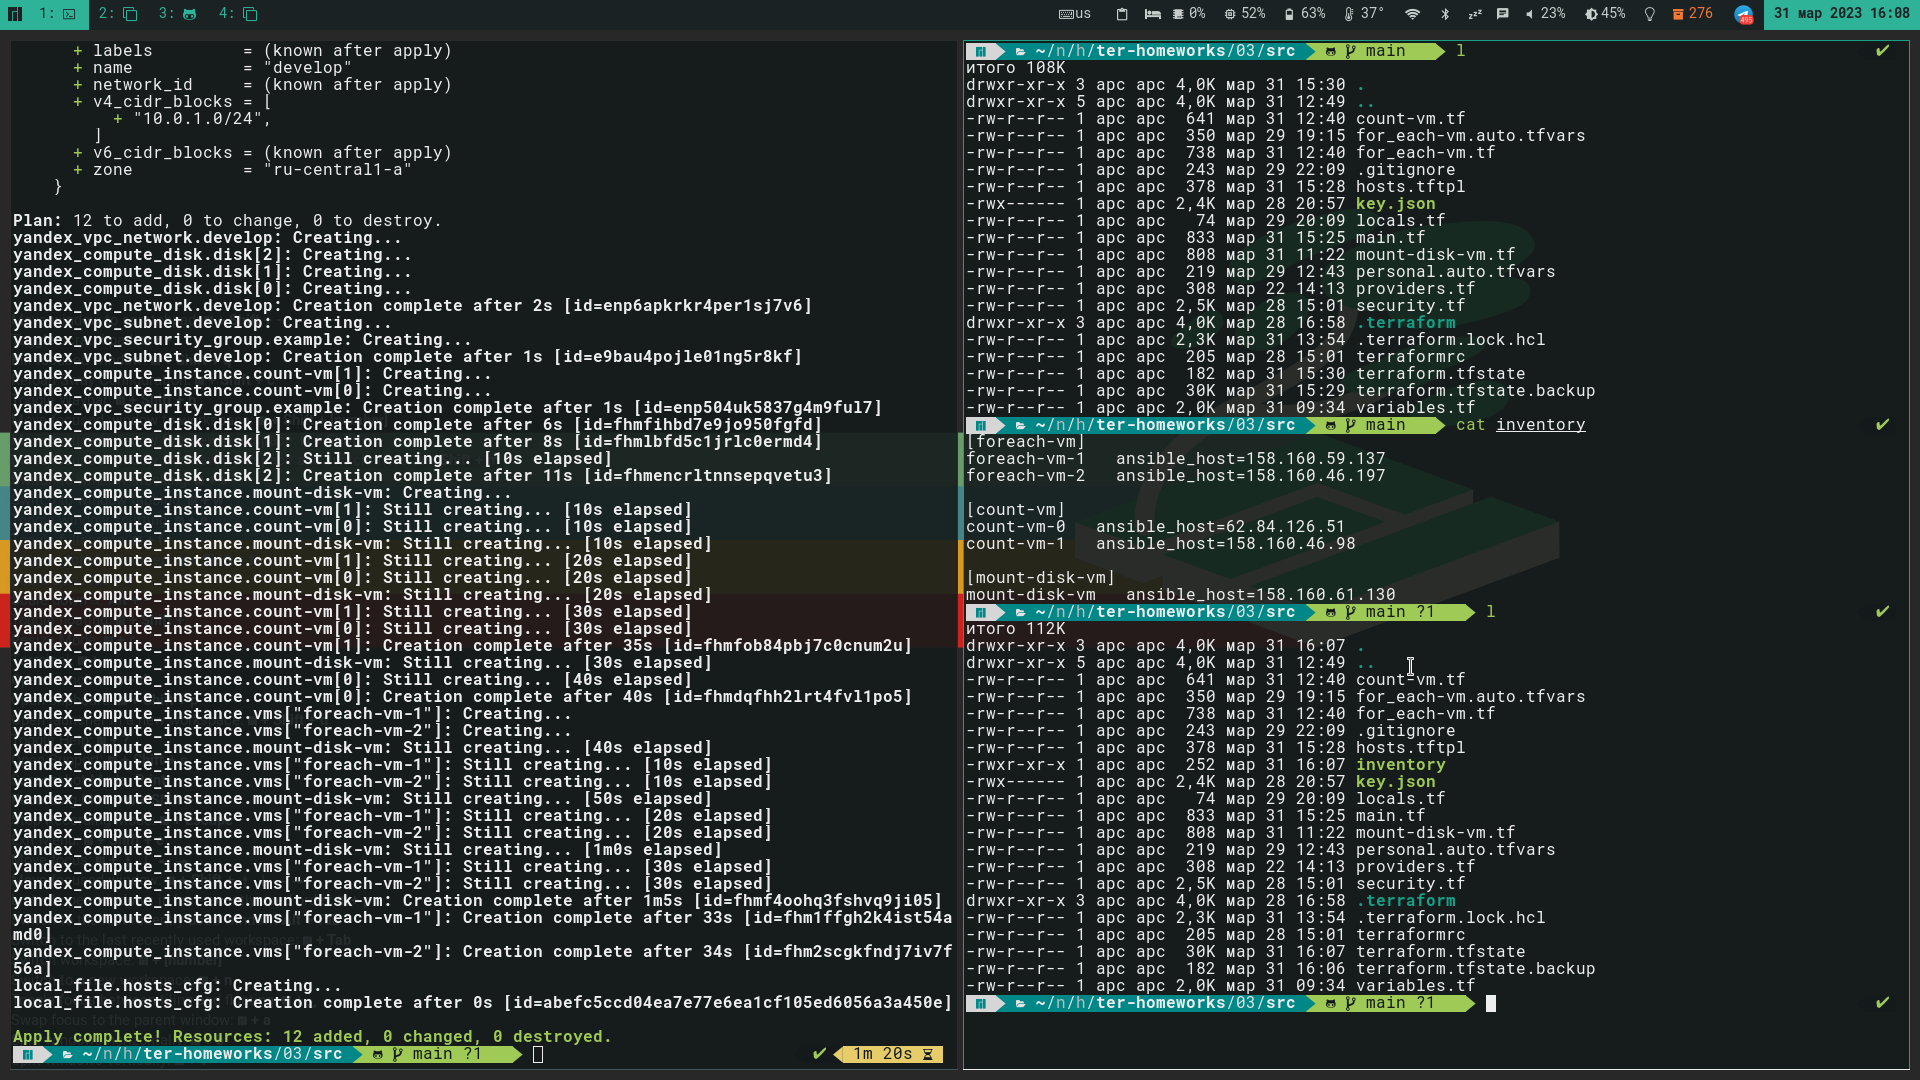 1:
2:
3:
4:
us
0%
52%
63%
37°
23%
45%
276
31 мар 2023 16:08
+ labels         = (known after apply)
+ name           = "develop"
+ network_id     = (known after apply)
+ v4_cidr_blocks = [
+ "10.0.1.0/24",
]
+ v6_cidr_blocks = (known after apply)
+ zone           = "ru-central1-a"
}
Plan: 12 to add, 0 to change, 0 to destroy.
yandex_vpc_network.develop: Creating...
yandex_compute_disk.disk[2]: Creating...
yandex_compute_disk.disk[1]: Creating...
yandex_compute_disk.disk[0]: Creating...
yandex_vpc_network.develop: Creation complete after 2s [id=enp6apkrkr4per1sj7v6]
yandex_vpc_subnet.develop: Creating...
yandex_vpc_security_group.example: Creating...
yandex_vpc_subnet.develop: Creation complete after 1s [id=e9bau4pojle01ng5r8kf]
yandex_compute_instance.count-vm[1]: Creating...
yandex_compute_instance.count-vm[0]: Creating...
yandex_vpc_security_group.example: Creation complete after 1s [id=enp504uk5837g4m9ful7]
yandex_compute_disk.disk[0]: Creation complete after 6s [id=fhmfihbd7e9jo950fgfd]
yandex_compute_disk.disk[1]: Creation complete after 8s [id=fhmlbfd5c1jrlc0ermd4]
yandex_compute_disk.disk[2]: Still creating... [10s elapsed]
yandex_compute_disk.disk[2]: Creation complete after 11s [id=fhmencrltnnsepqvetu3]
yandex_compute_instance.mount-disk-vm: Creating...
yandex_compute_instance.count-vm[1]: Still creating... [10s elapsed]
yandex_compute_instance.count-vm[0]: Still creating... [10s elapsed]
yandex_compute_instance.mount-disk-vm: Still creating... [10s elapsed]
yandex_compute_instance.count-vm[1]: Still creating... [20s elapsed]
yandex_compute_instance.count-vm[0]: Still creating... [20s elapsed]
yandex_compute_instance.mount-disk-vm: Still creating... [20s elapsed]
yandex_compute_instance.count-vm[1]: Still creating... [30s elapsed]
yandex_compute_instance.count-vm[0]: Still creating... [30s elapsed]
yandex_compute_instance.count-vm[1]: Creation complete after 35s [id=fhmfob84pbj7c0cnum2u]
yandex_compute_instance.mount-disk-vm: Still creating... [30s elapsed]
yandex_compute_instance.count-vm[0]: Still creating... [40s elapsed]
yandex_compute_instance.count-vm[0]: Creation complete after 40s [id=fhmdqfhh2lrt4fvl1po5]
yandex_compute_instance.vms["foreach-vm-1"]: Creating...
yandex_compute_instance.vms["foreach-vm-2"]: Creating...
yandex_compute_instance.mount-disk-vm: Still creating... [40s elapsed]
yandex_compute_instance.vms["foreach-vm-1"]: Still creating... [10s elapsed]
yandex_compute_instance.vms["foreach-vm-2"]: Still creating... [10s elapsed]
yandex_compute_instance.mount-disk-vm: Still creating... [50s elapsed]
yandex_compute_instance.vms["foreach-vm-1"]: Still creating... [20s elapsed]
yandex_compute_instance.vms["foreach-vm-2"]: Still creating... [20s elapsed]
yandex_compute_instance.mount-disk-vm: Still creating... [1m0s elapsed]
yandex_compute_instance.vms["foreach-vm-1"]: Still creating... [30s elapsed]
yandex_compute_instance.vms["foreach-vm-2"]: Still creating... [30s elapsed]
yandex_compute_instance.mount-disk-vm: Creation complete after 1m5s [id=fhmf4oohq3fshvq9ji05]
yandex_compute_instance.vms["foreach-vm-1"]: Creation complete after 33s [id=fhm1ffgh2k4ist54a
md0]
yandex_compute_instance.vms["foreach-vm-2"]: Creation complete after 34s [id=fhm2scgkfndj7iv7f
56a]
local_file.hosts_cfg: Creating...
local_file.hosts_cfg: Creation complete after 0s [id=abefc5ccd04ea7e77e6ea1cf105ed6056a3a450e]
Apply complete! Resources: 12 added, 0 changed, 0 destroyed.
~/n/h/ter-homeworks/03/src main ?1 ✔ 1m 20s
~/n/h/ter-homeworks/03/src main l ✔
итого 108K
drwxr-xr-x 3 apc apc 4,0K мар 31 15:30 .
drwxr-xr-x 5 apc apc 4,0K мар 31 12:49 ..
-rw-r--r-- 1 apc apc  641 мар 31 12:40 count-vm.tf
-rw-r--r-- 1 apc apc  350 мар 29 19:15 for_each-vm.auto.tfvars
-rw-r--r-- 1 apc apc  738 мар 31 12:40 for_each-vm.tf
-rw-r--r-- 1 apc apc  243 мар 29 22:09 .gitignore
-rw-r--r-- 1 apc apc  378 мар 31 15:28 hosts.tftpl
-rwx------ 1 apc apc 2,4K мар 28 20:57 key.json
-rw-r--r-- 1 apc apc   74 мар 29 20:09 locals.tf
-rw-r--r-- 1 apc apc  833 мар 31 15:25 main.tf
-rw-r--r-- 1 apc apc  808 мар 31 11:22 mount-disk-vm.tf
-rw-r--r-- 1 apc apc  219 мар 29 12:43 personal.auto.tfvars
-rw-r--r-- 1 apc apc  308 мар 22 14:13 providers.tf
-rw-r--r-- 1 apc apc 2,5K мар 28 15:01 security.tf
drwxr-xr-x 3 apc apc 4,0K мар 28 16:58 .terraform
-rw-r--r-- 1 apc apc 2,3K мар 31 13:54 .terraform.lock.hcl
-rw-r--r-- 1 apc apc  205 мар 28 15:01 terraformrc
-rw-r--r-- 1 apc apc  182 мар 31 15:30 terraform.tfstate
-rw-r--r-- 1 apc apc  30K мар 31 15:29 terraform.tfstate.backup
-rw-r--r-- 1 apc apc 2,0K мар 31 09:34 variables.tf
~/n/h/ter-homeworks/03/src main cat inventory ✔
[foreach-vm]
foreach-vm-1   ansible_host=158.160.59.137
foreach-vm-2   ansible_host=158.160.46.197
[count-vm]
count-vm-0   ansible_host=62.84.126.51
count-vm-1   ansible_host=158.160.46.98
[mount-disk-vm]
mount-disk-vm   ansible_host=158.160.61.130
~/n/h/ter-homeworks/03/src main ?1 l ✔
итого 112K
drwxr-xr-x 3 apc apc 4,0K мар 31 16:07 .
drwxr-xr-x 5 apc apc 4,0K мар 31 12:49 ..
-rw-r--r-- 1 apc apc  641 мар 31 12:40 count-vm.tf
-rw-r--r-- 1 apc apc  350 мар 29 19:15 for_each-vm.auto.tfvars
-rw-r--r-- 1 apc apc  738 мар 31 12:40 for_each-vm.tf
-rw-r--r-- 1 apc apc  243 мар 29 22:09 .gitignore
-rw-r--r-- 1 apc apc  378 мар 31 15:28 hosts.tftpl
-rwxr-xr-x 1 apc apc  252 мар 31 16:07 inventory
-rwx------ 1 apc apc 2,4K мар 28 20:57 key.json
-rw-r--r-- 1 apc apc   74 мар 29 20:09 locals.tf
-rw-r--r-- 1 apc apc  833 мар 31 15:25 main.tf
-rw-r--r-- 1 apc apc  808 мар 31 11:22 mount-disk-vm.tf
-rw-r--r-- 1 apc apc  219 мар 29 12:43 personal.auto.tfvars
-rw-r--r-- 1 apc apc  308 мар 22 14:13 providers.tf
-rw-r--r-- 1 apc apc 2,5K мар 28 15:01 security.tf
drwxr-xr-x 3 apc apc 4,0K мар 28 16:58 .terraform
-rw-r--r-- 1 apc apc 2,3K мар 31 13:54 .terraform.lock.hcl
-rw-r--r-- 1 apc apc  205 мар 28 15:01 terraformrc
-rw-r--r-- 1 apc apc  30K мар 31 16:07 terraform.tfstate
-rw-r--r-- 1 apc apc  182 мар 31 16:06 terraform.tfstate.backup
-rw-r--r-- 1 apc apc 2,0K мар 31 09:34 variables.tf
~/n/h/ter-homeworks/03/src main ?1 ✔